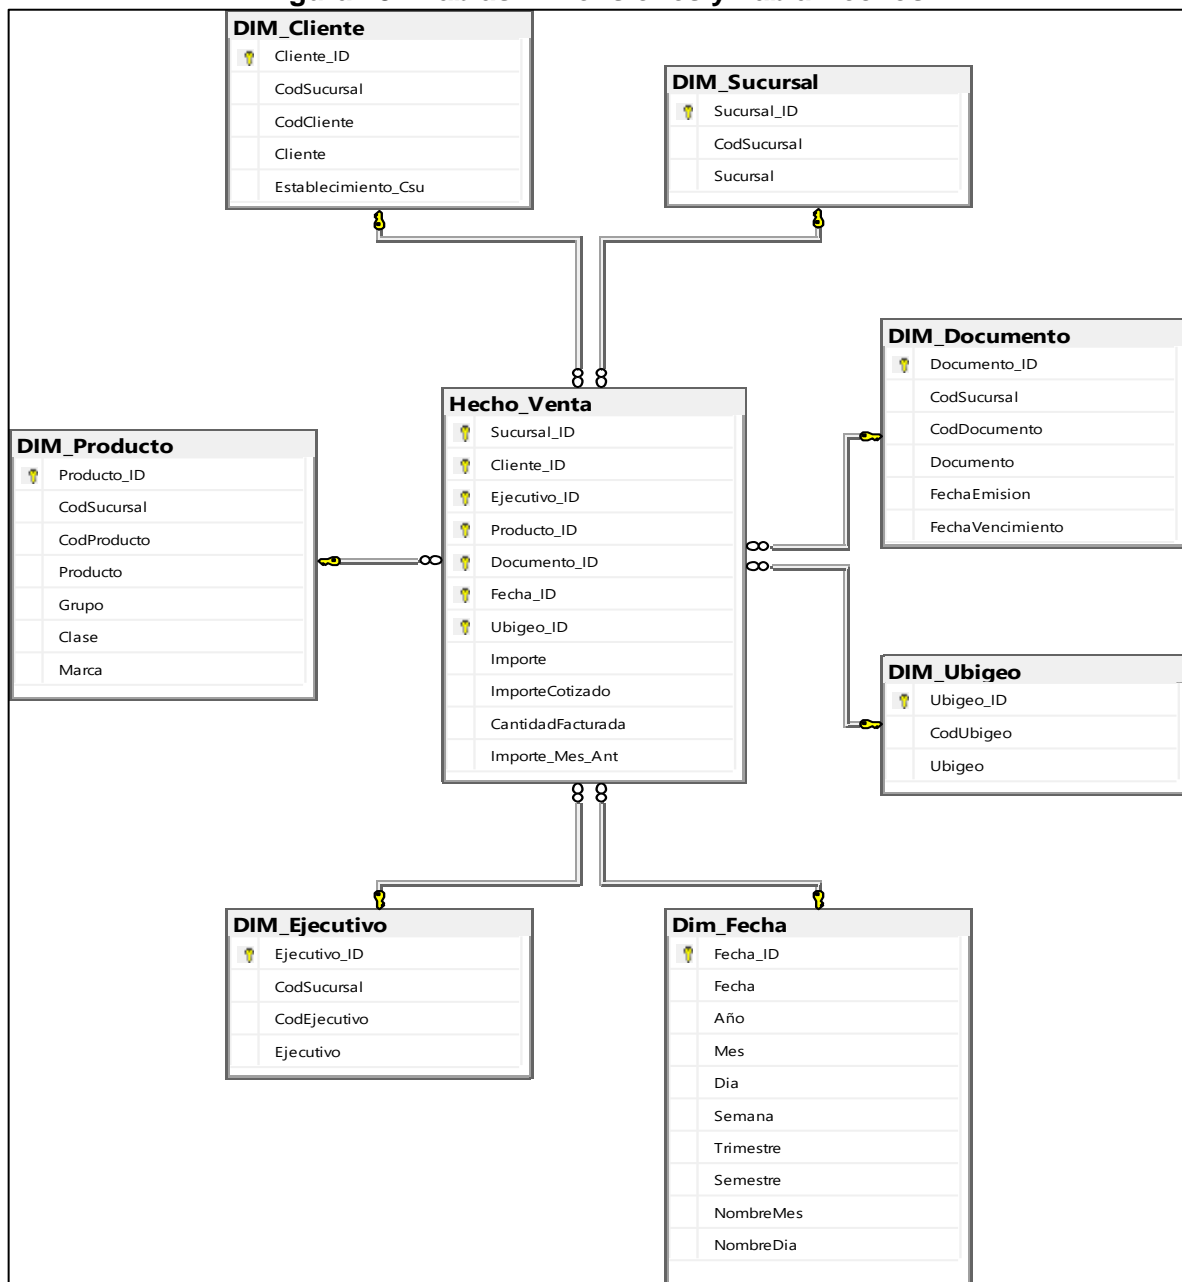 DIM_Cliente
Cliente_ID
CodSucursal
CodCliente
Cliente
Establecimiento_Csu
DIM_Sucursal
Sucursal_ID
CodSucursal
Sucursal
DIM_Documento
Documento_ID
CodSucursal
CodDocumento
Documento
FechaEmision
FechaVencimiento
Hecho_Venta
Sucursal_ID
Cliente_ID
Ejecutivo_ID
Producto_ID
Documento_ID
Fecha_ID
Ubigeo_ID
Importe
ImporteCotizado
CantidadFacturada
Importe_Mes_Ant
DIM_Producto
Producto_ID
CodSucursal
CodProducto
Producto
Grupo
Clase
Marca
DIM_Ubigeo
Ubigeo_ID
CodUbigeo
Ubigeo
DIM_Ejecutivo
Ejecutivo_ID
CodSucursal
CodEjecutivo
Ejecutivo
Dim_Fecha
Fecha_ID
Fecha
Año
Mes
Dia
Semana
Trimestre
Semestre
NombreMes
NombreDia